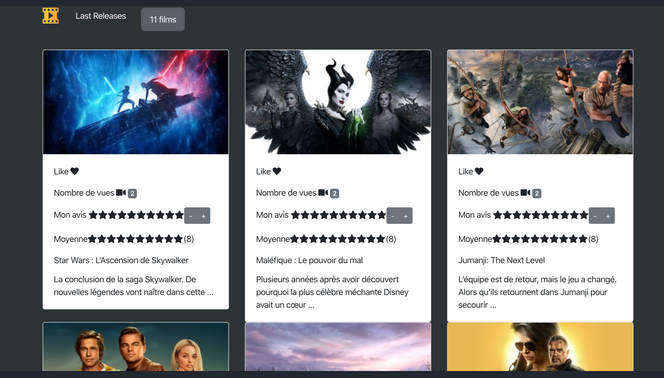 Last Releases 11 films
Like
Nombre de vues 2
Mon avis - +
Moyenne (8)
Star Wars : L'Ascension de Skywalker
La conclusion de la saga Skywalker. De
nouvelles légendes vont naître dans cette ...
Like
Nombre de vues 2
Mon avis - +
Moyenne (8)
Maléfique : Le pouvoir du mal
Plusieurs années après avoir découvert
pourquoi la plus célèbre méchante Disney
avait un cœur ...
Like
Nombre de vues 2
Mon avis - +
Moyenne (8)
Jumanji: The Next Level
L'équipe est de retour, mais le jeu a changé.
Alors qu'ils retournent dans Jumanji pour
secourir ...